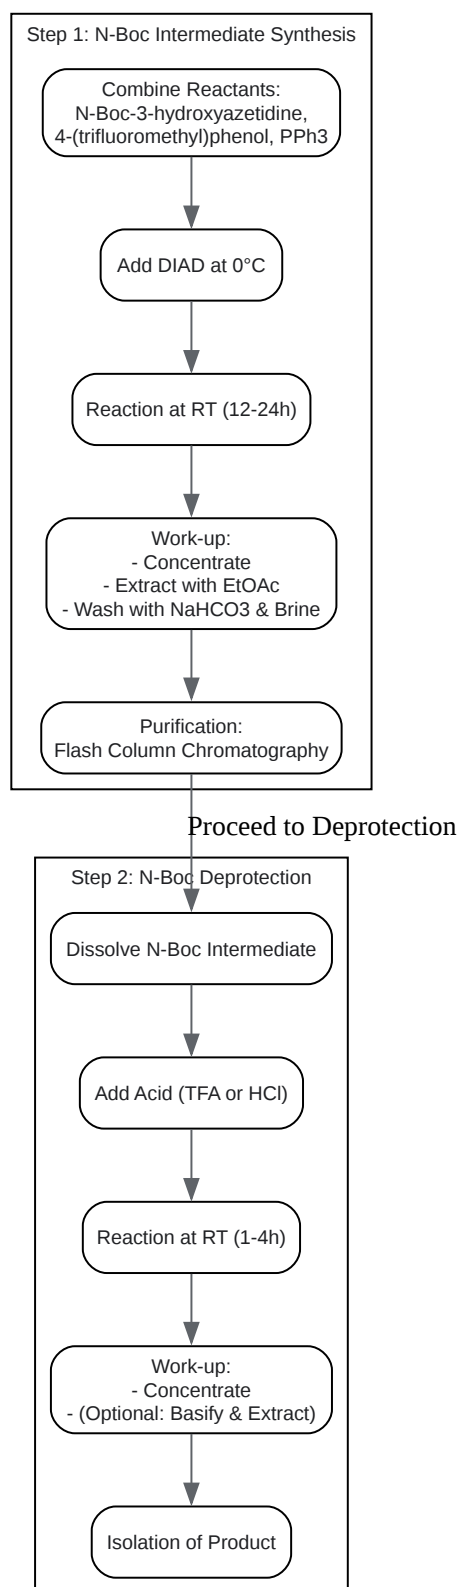 Step 1: N-Boc Intermediate Synthesis
Combine Reactants:
N-Boc-3-hydroxyazetidine,
4-(trifluoromethyl)phenol, PPh3
Add DIAD at 0°C
Reaction at RT (12-24h)
Work-up:
- Concentrate
- Extract with EtOAc
- Wash with NaHCO3 & Brine
Purification:
Flash Column Chromatography
Proceed to Deprotection
Step 2: N-Boc Deprotection
Dissolve N-Boc Intermediate
Add Acid (TFA or HCl)
Reaction at RT (1-4h)
Work-up:
- Concentrate
- (Optional: Basify & Extract)
Isolation of Product